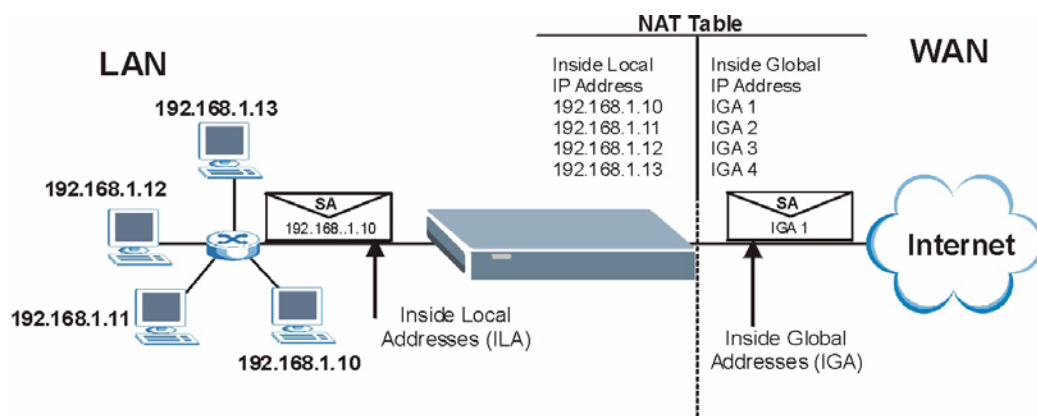 NAT Table
LAN
WAN
Inside Local
IP Address
192.168.1.10
192.168.1.11
192.168.1.12
192.168.1.13
Inside Global
IP Address
IGA 1
IGA 2
IGA 3
IGA 4
192.168.1.13
192.168.1.12
192.168.1.11
192.168.1.10
SA
192.168..1.10
SA
IGA 1
Internet
Inside Local
Addresses (ILA)
Inside Global
Addresses (IGA)